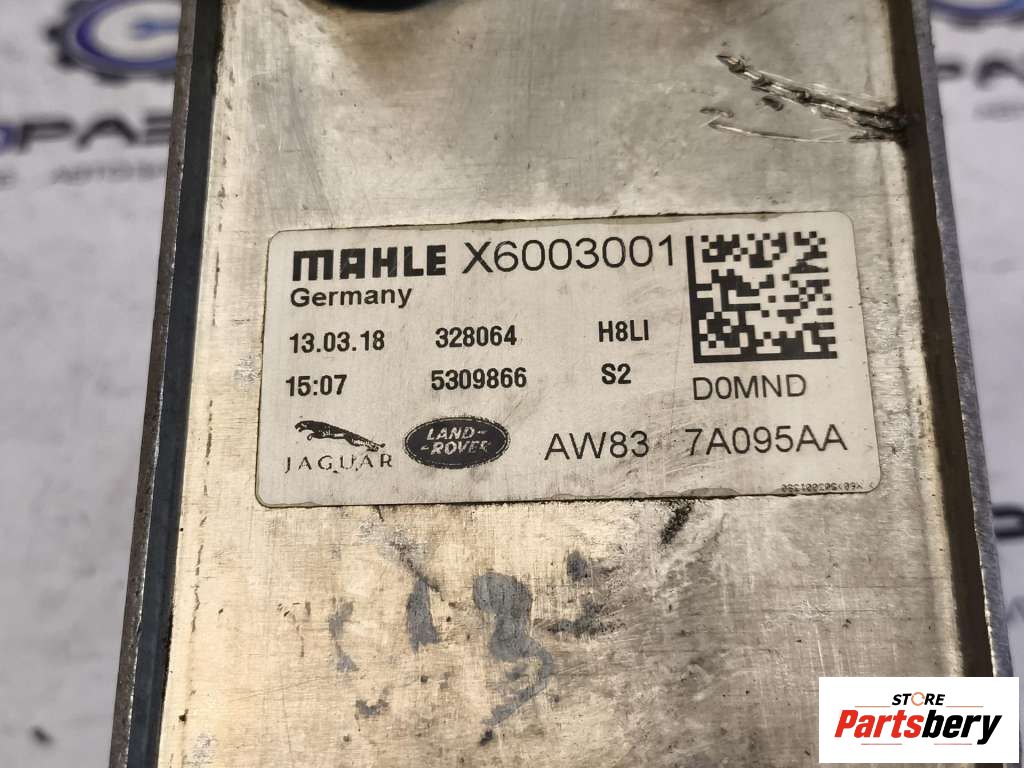 MAHLE X6003001
Germany
13.03.18 328064 H8LI
15:07 5309866 S2 D0MND
JAGUAR LAND-ROVER AW83 7A095AA
STORE
Partsbery